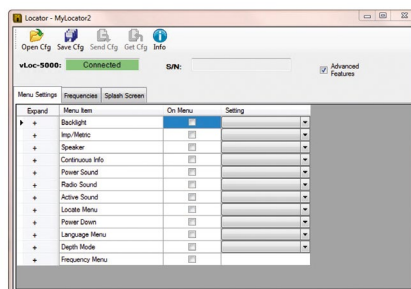 Locator - MyLocator2
Open Cfg Save Cfg Send Cfg Get Cfg Info
vLoc-5000: Connected S/N: Advanced Features
Menu Settings Frequencies Splash Screen
Expand Menu Item On Menu Setting
+ Backlight
+ Imp/Metric
+ Speaker
+ Continuous Info
+ Power Sound
+ Radio Sound
+ Active Sound
+ Locate Menu
+ Power Down
+ Language Menu
+ Depth Mode
+ Frequency Menu